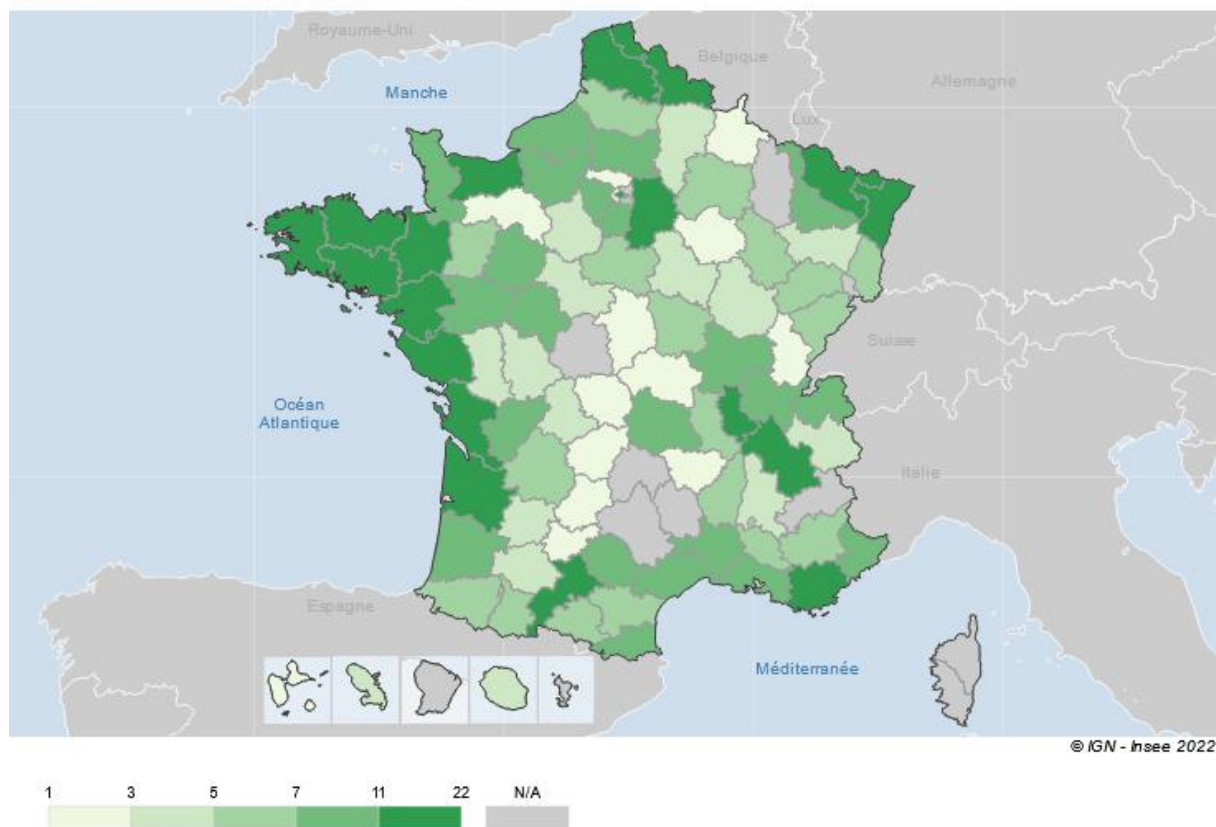 Royaume-Uni
Belgique
Allemagne
Manche
Lux.
Suisse
Océan
Atlantique
Italie
Espagne
Méditerranée
© IGN - Insee 2022
1 3 5 7 11 22 N/A